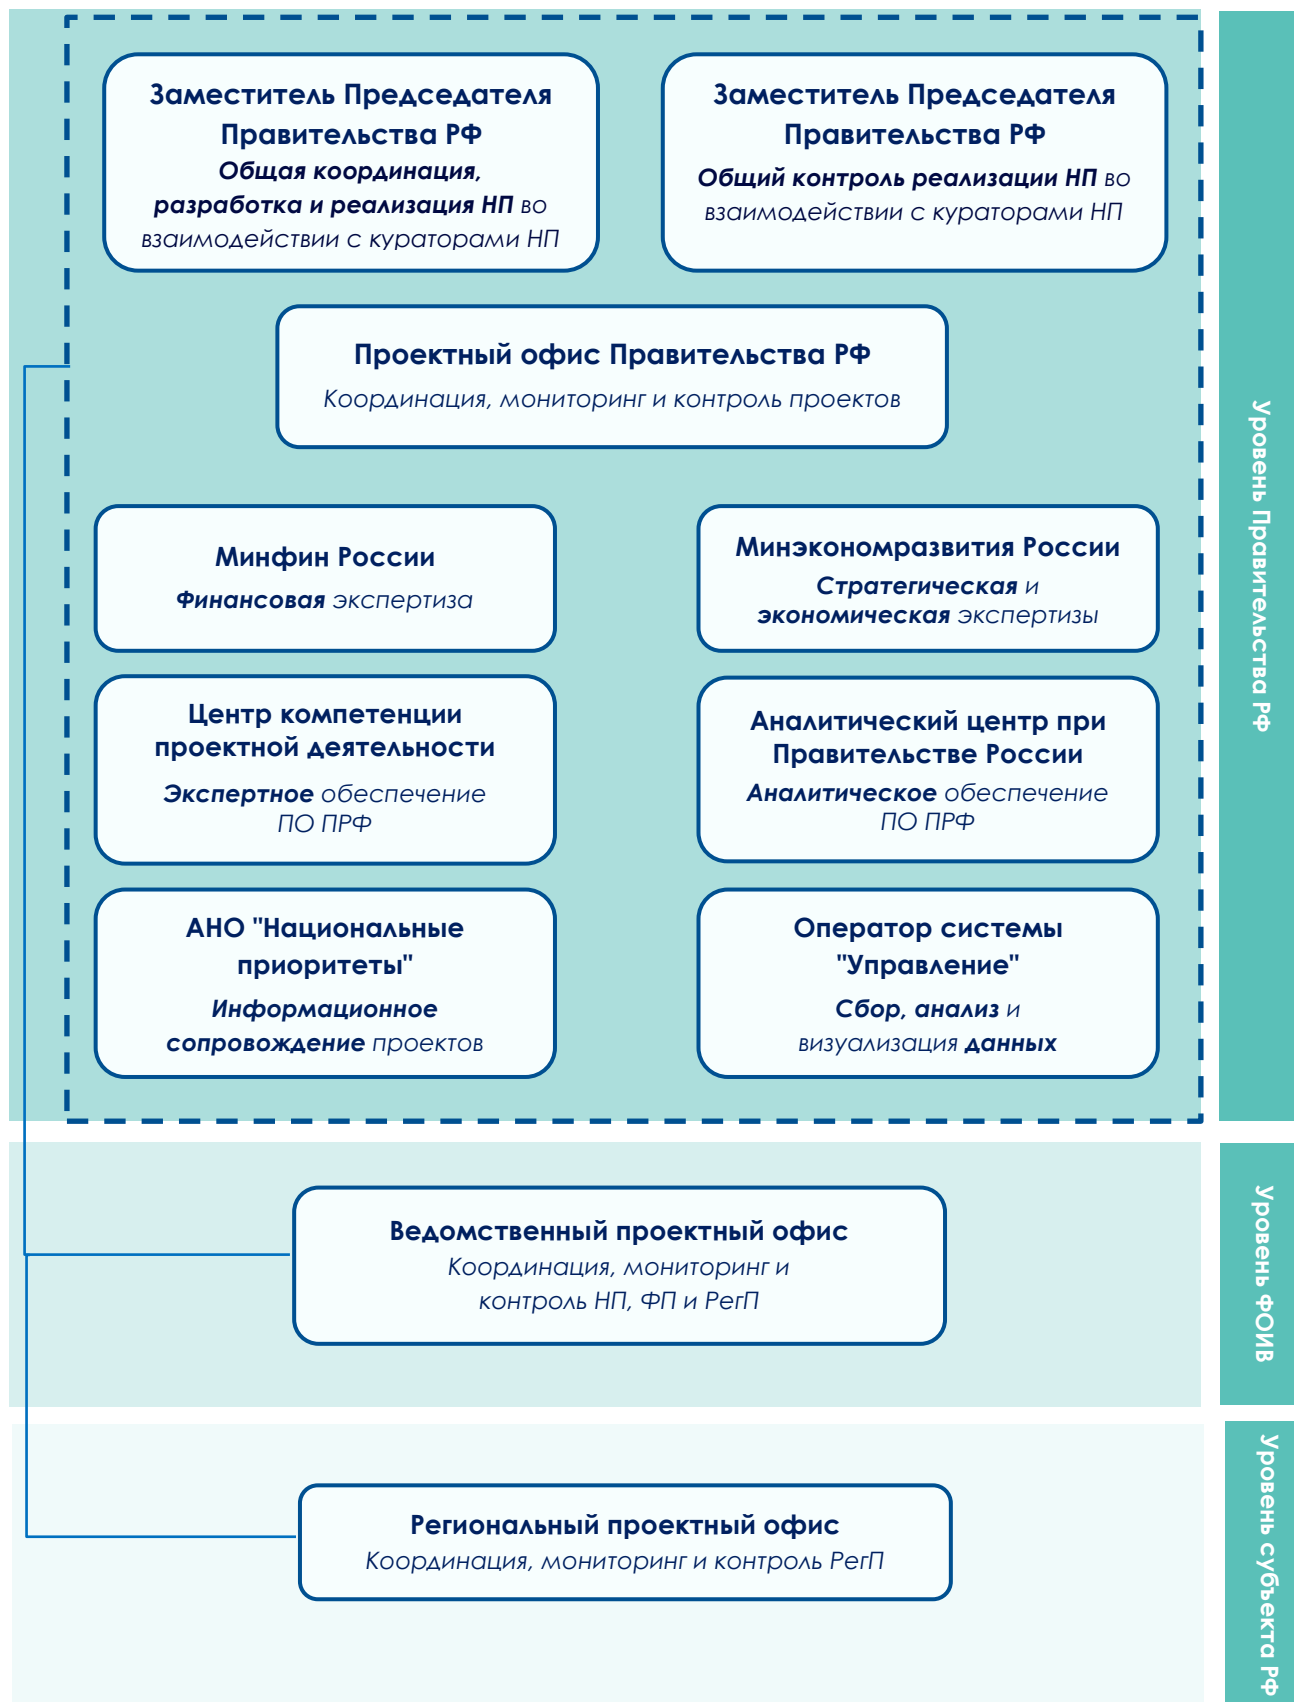 Заместитель Председателя
Правительства РФ
Общая координация,
разработка и реализация НП во
взаимодействии с кураторами НП
Заместитель Председателя
Правительства РФ
Общий контроль реализации НП во
взаимодействии с кураторами НП
Проектный офис Правительства РФ
Координация, мониторинг и контроль проектов
Минфин России
Финансовая экспертиза
Минэкономразвития России
Стратегическая и
экономическая экспертизы
Центр компетенции
проектной деятельности
Экспертное обеспечение
ПО ПРФ
Аналитический центр при
Правительстве России
Аналитическое обеспечение
ПО ПРФ
АНО "Национальные
приоритеты"
Информационное
сопровождение проектов
Оператор системы
"Управление"
Сбор, анализ и
визуализация данных
Уровень Правительства РФ
Ведомственный проектный офис
Координация, мониторинг и
контроль НП, ФП и РегП
Уровень ФОИВ
Региональный проектный офис
Координация, мониторинг и контроль РегП
Уровень субъекта РФ